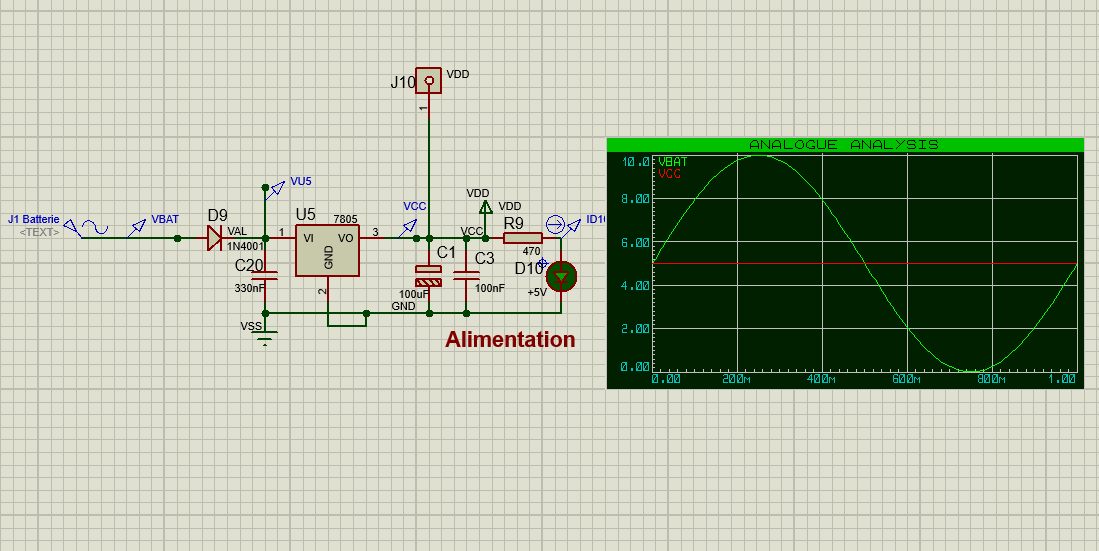 J10
VDD
1
VU5
J1 Batterie
<TEXT>
VBAT
D9
VAL
1N4001
C20
330nF
VSS
U5
7805
1
VI
VO
3
GND
2
VCC
VDD
VDD
VCC
R9
470
C1
100uF
GND
C3
100nF
D10
+5V
Alimentation
ANALOGUE ANALYSIS
VBAT
VCC
10.0
8.00
6.00
4.00
2.00
0.00
0.00
200m
400m
600m
800m
1.00